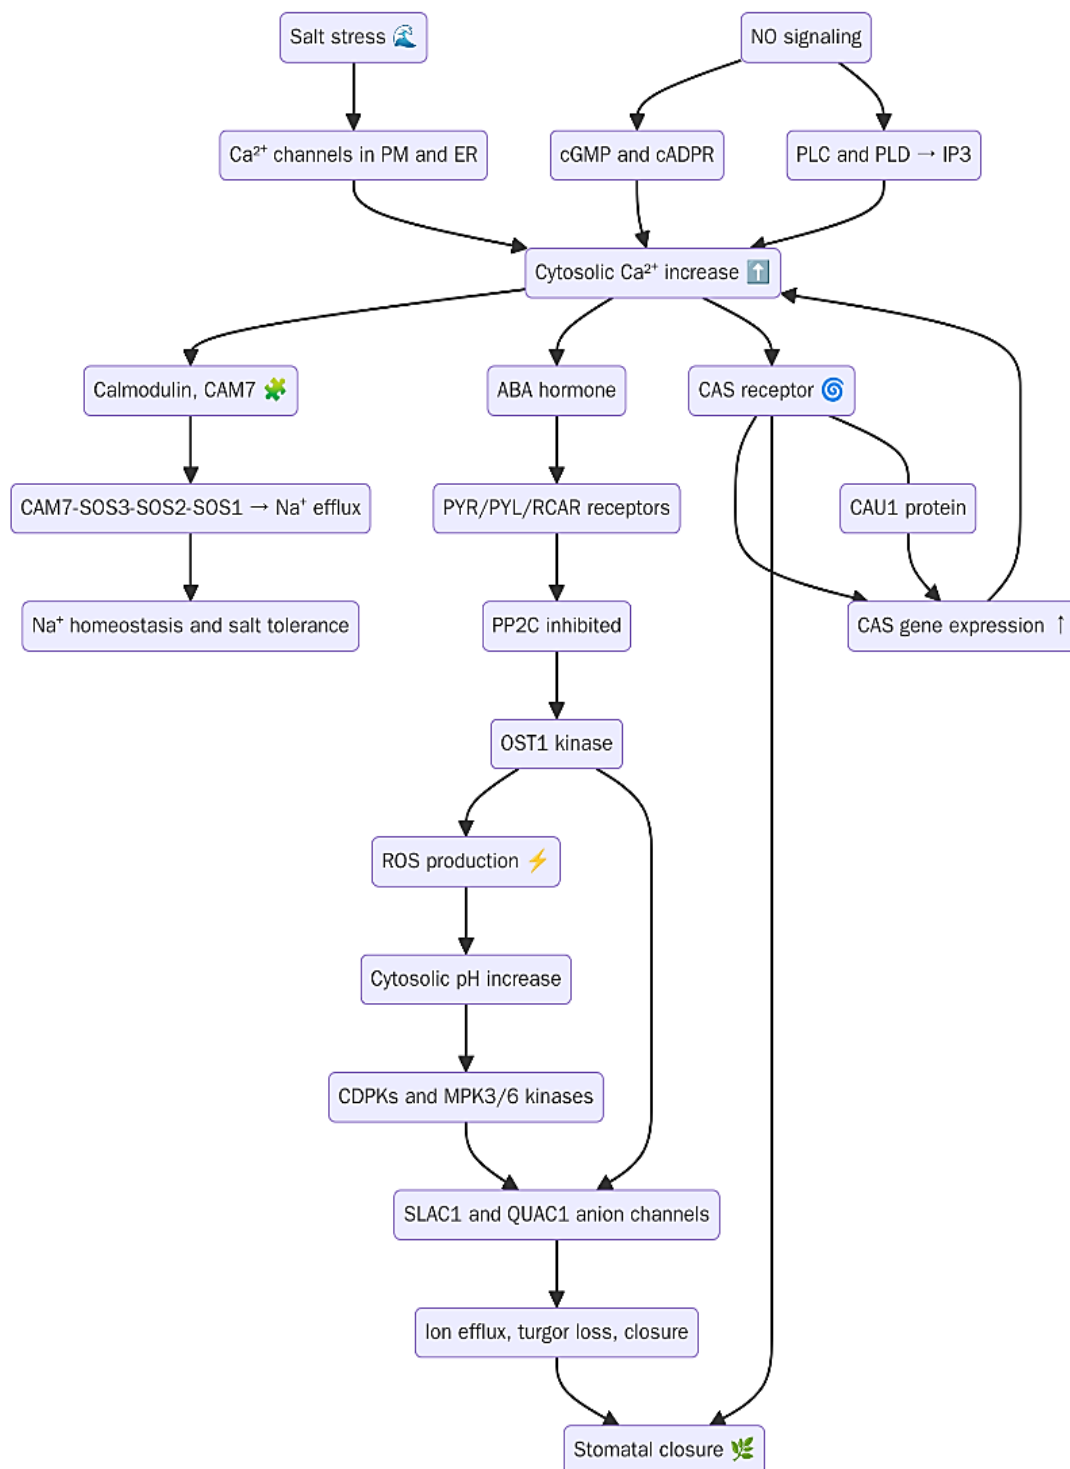 Salt stress 🌊
NO signaling
Ca²⁺ channels in PM and ER
cGMP and cADPR
PLC and PLD → IP3
Cytosolic Ca²⁺ increase ⬆️
Calmodulin, CAM7 🧩
ABA hormone
CAS receptor 🌀
CAM7-SOS3-SOS2-SOS1 → Na⁺ efflux
PYR/PYL/RCAR receptors
CAU1 protein
Na⁺ homeostasis and salt tolerance
PP2C inhibited
CAS gene expression ↑
OST1 kinase
ROS production ⚡
Cytosolic pH increase
CDPKs and MPK3/6 kinases
SLAC1 and QUAC1 anion channels
Ion efflux, turgor loss, closure
Stomatal closure 🌿